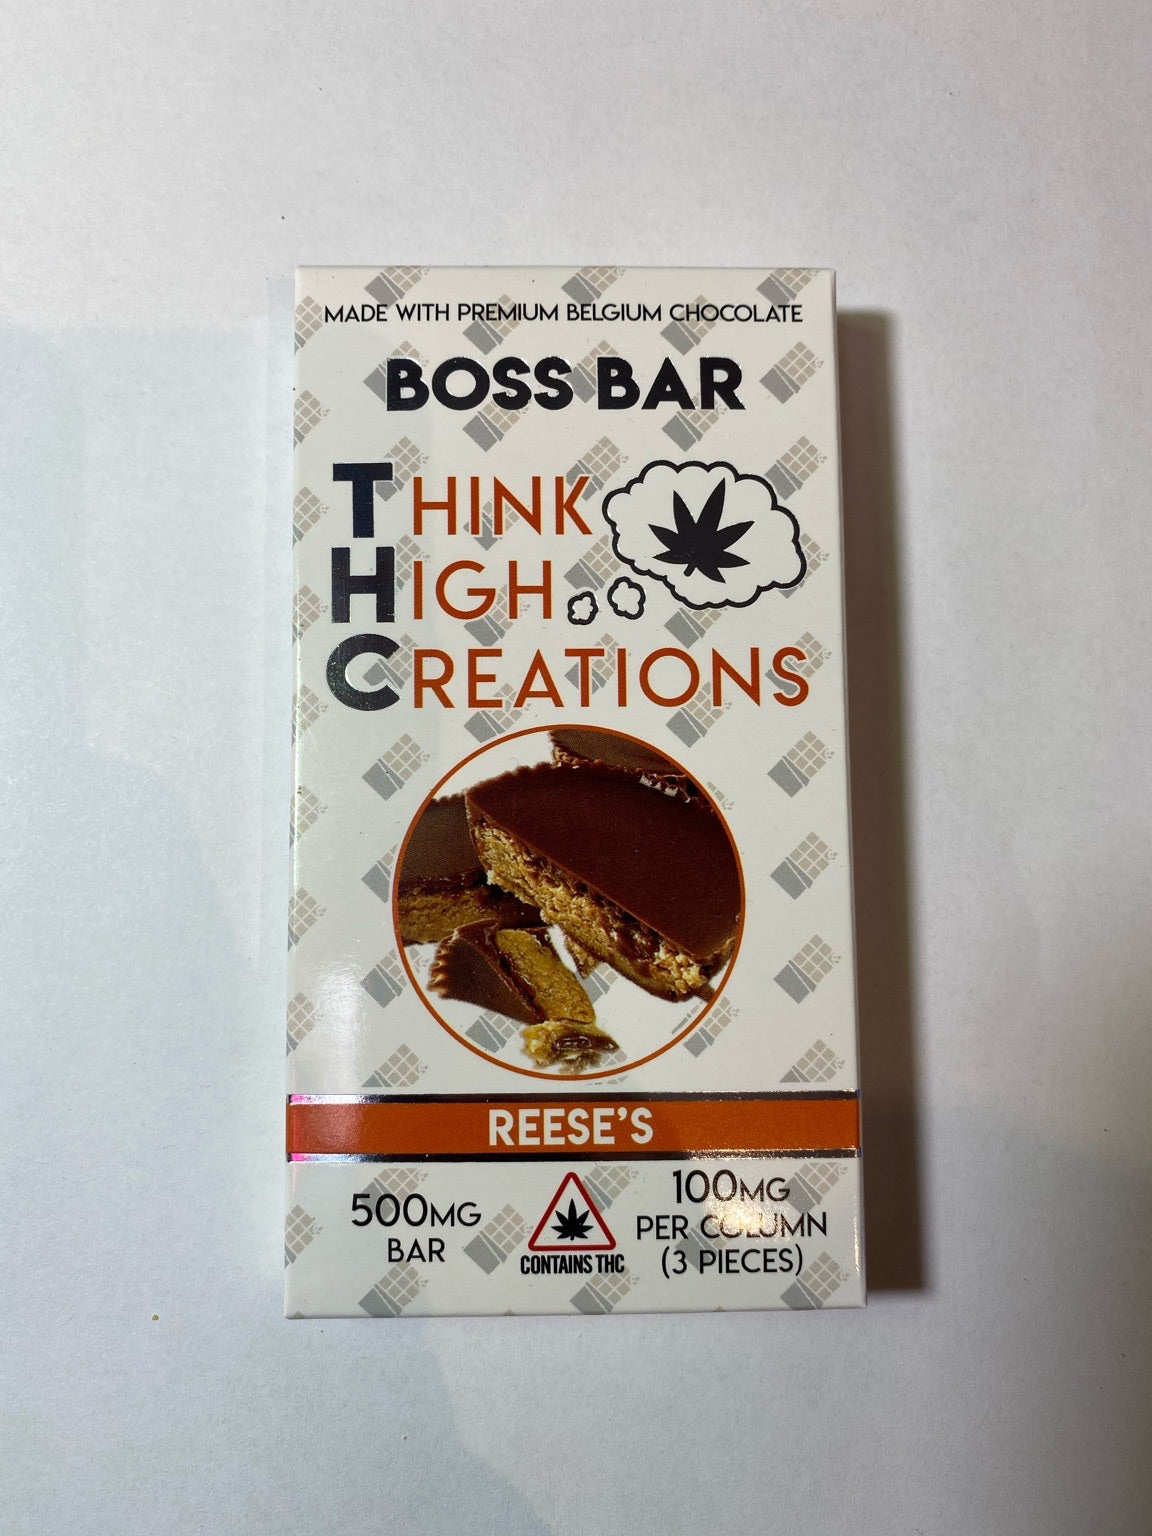 MADE WITH PREMIUM BELGIUM CHOCOLATE
BOSS BAR
THINK
HIGH
CREATIONS
REESE'S
500MG
BAR
CONTAINS THC
100MG
PER COLUMN
(3 PIECES)